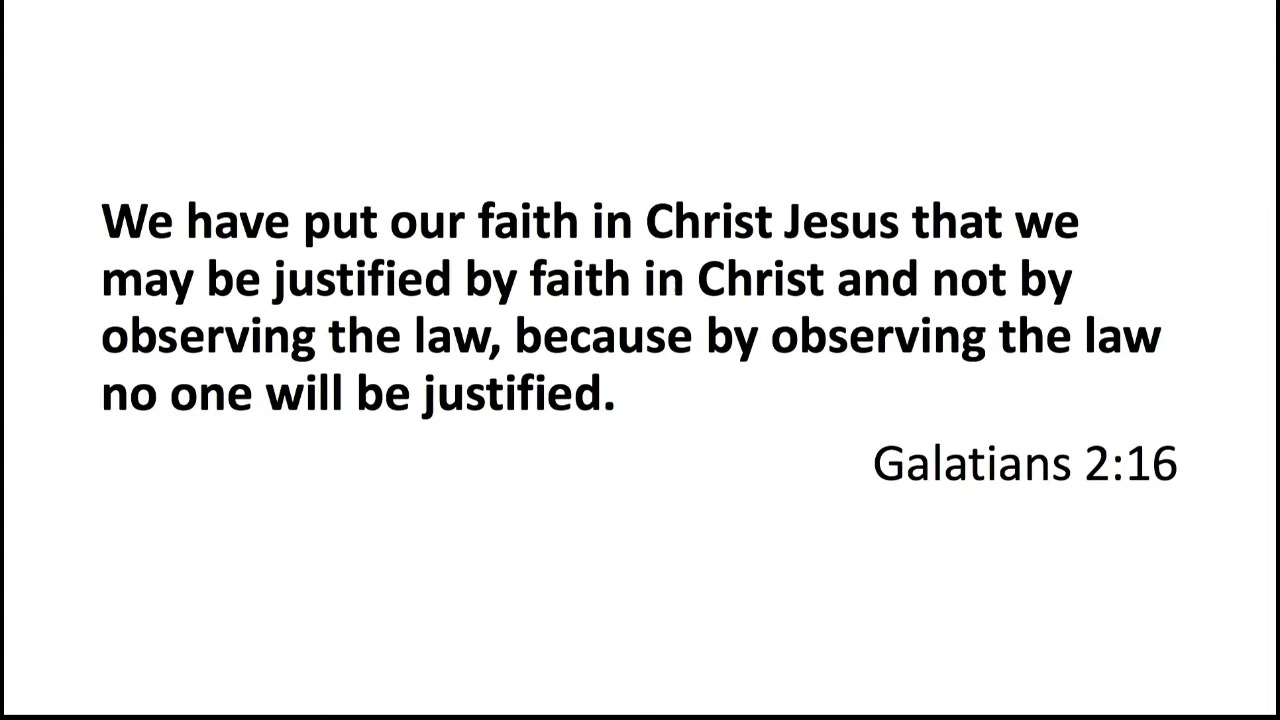 We have put our faith in Christ Jesus that we
may be justified by faith in Christ and not by
observing the law, because by observing the law
no one will be justified.
Galatians 2:16